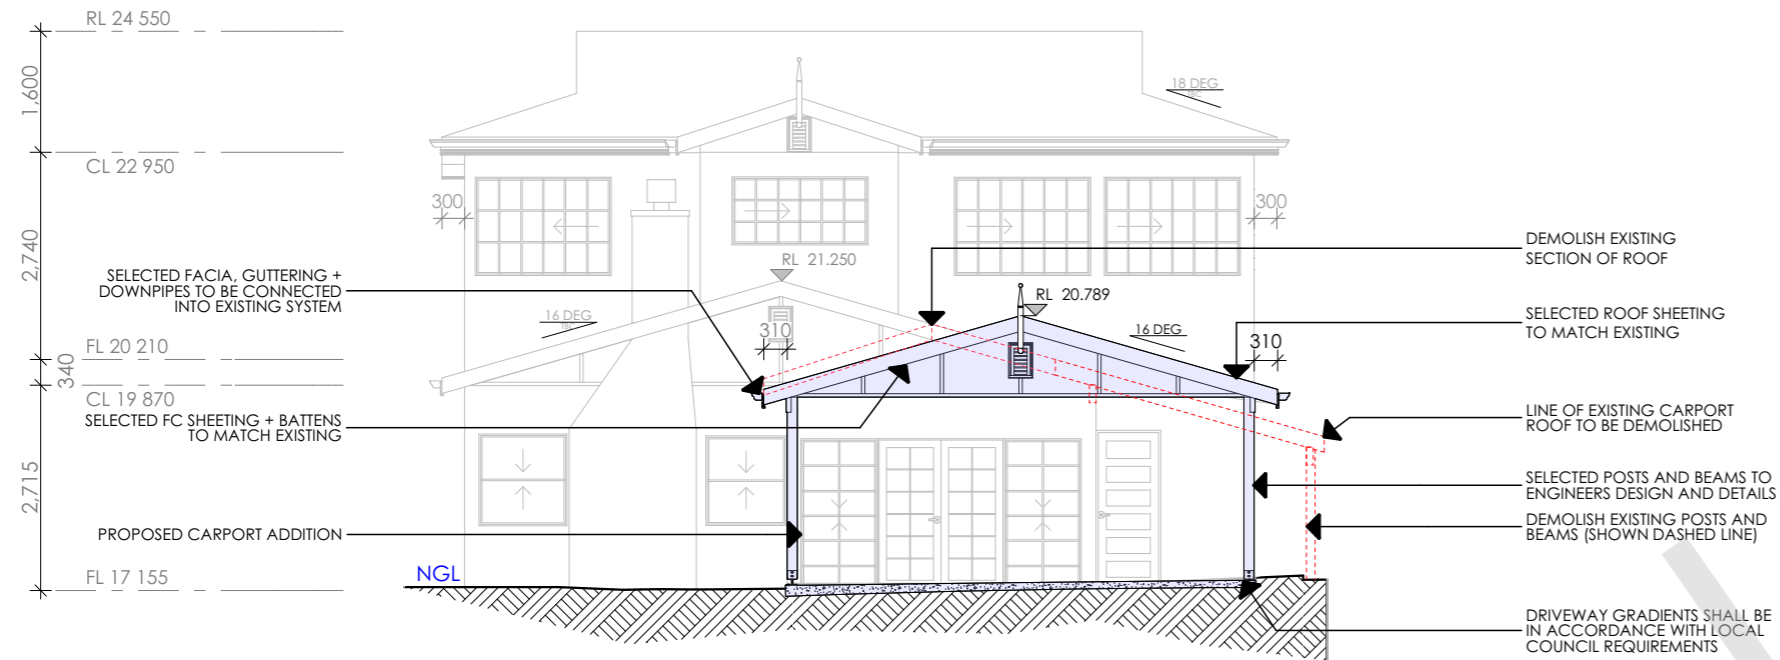 RL 24 550
1,600
18 DEG
TBC
CL 22 950
300
300
2,740
DEMOLISH EXISTING
SECTION OF ROOF
RL 21.250
SELECTED FACIA, GUTTERING +
DOWNPIPES TO BE CONNECTED
INTO EXISTING SYSTEM
RL 20.789
16 DEG
TBC
310
16 DEG
310
SELECTED ROOF SHEETING
TO MATCH EXISTING
FL 20 210
340
CL 19 870
SELECTED FC SHEETING + BATTENS
TO MATCH EXISTING
LINE OF EXISTING CARPORT
ROOF TO BE DEMOLISHED
2,715
SELECTED POSTS AND BEAMS TO
ENGINEERS DESIGN AND DETAILS
PROPOSED CARPORT ADDITION
DEMOLISH EXISTING POSTS AND
BEAMS (SHOWN DASHED LINE)
FL 17 155
NGL
DRIVEWAY GRADIENTS SHALL BE
IN ACCORDANCE WITH LOCAL
COUNCIL REQUIREMENTS